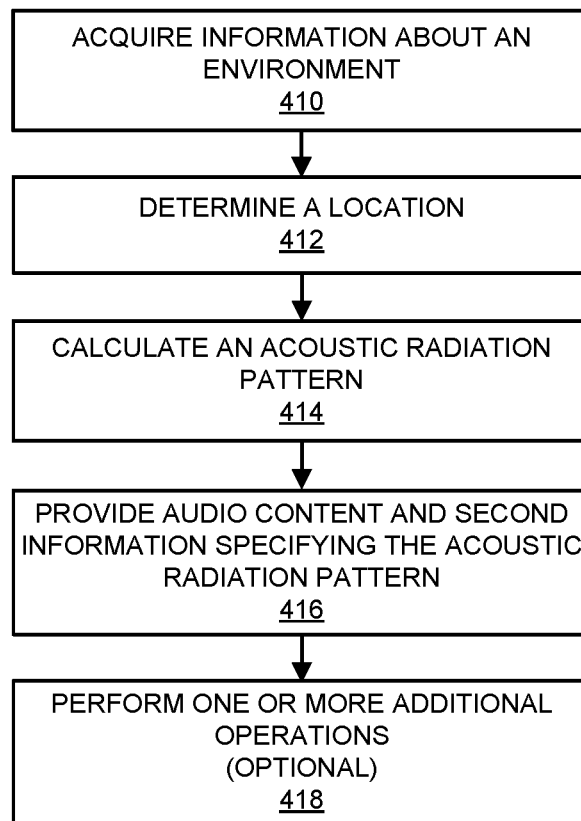 ACQUIRE INFORMATION ABOUT AN
ENVIRONMENT
410
DETERMINE A LOCATION
412
CALCULATE AN ACOUSTIC RADIATION
PATTERN
414
PROVIDE AUDIO CONTENT AND SECOND
INFORMATION SPECIFYING THE ACOUSTIC
RADIATION PATTERN
416
PERFORM ONE OR MORE ADDITIONAL
OPERATIONS
(OPTIONAL)
418